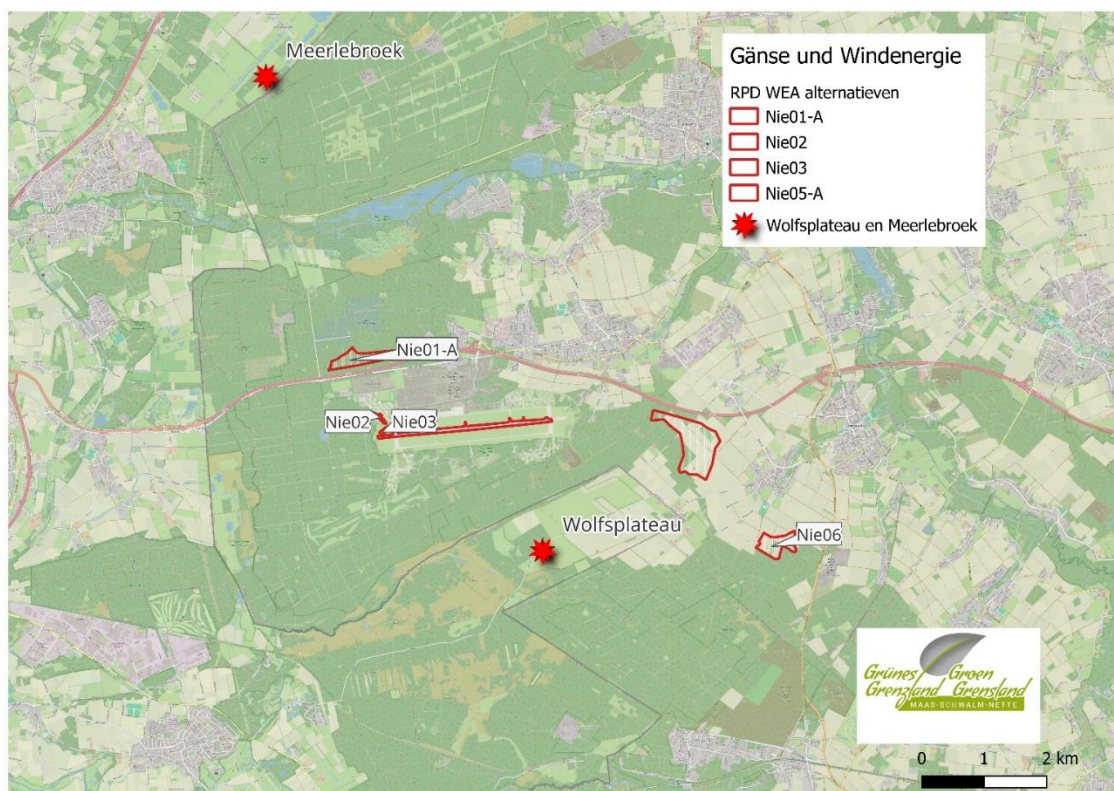 Meerlebroek
Gänse und Windenergie
RPD WEA alternatieven
Nie01-A
Nie02
Nie03
Nie05-A
Wolfsplateau en Meerlebroek
Nie01-A
Nie02
Nie03
Wolfsplateau
Nie06
Grünes Groen
Grenzland Grensland
MAAS-SCHWALM-NETTE
0 1 2 km